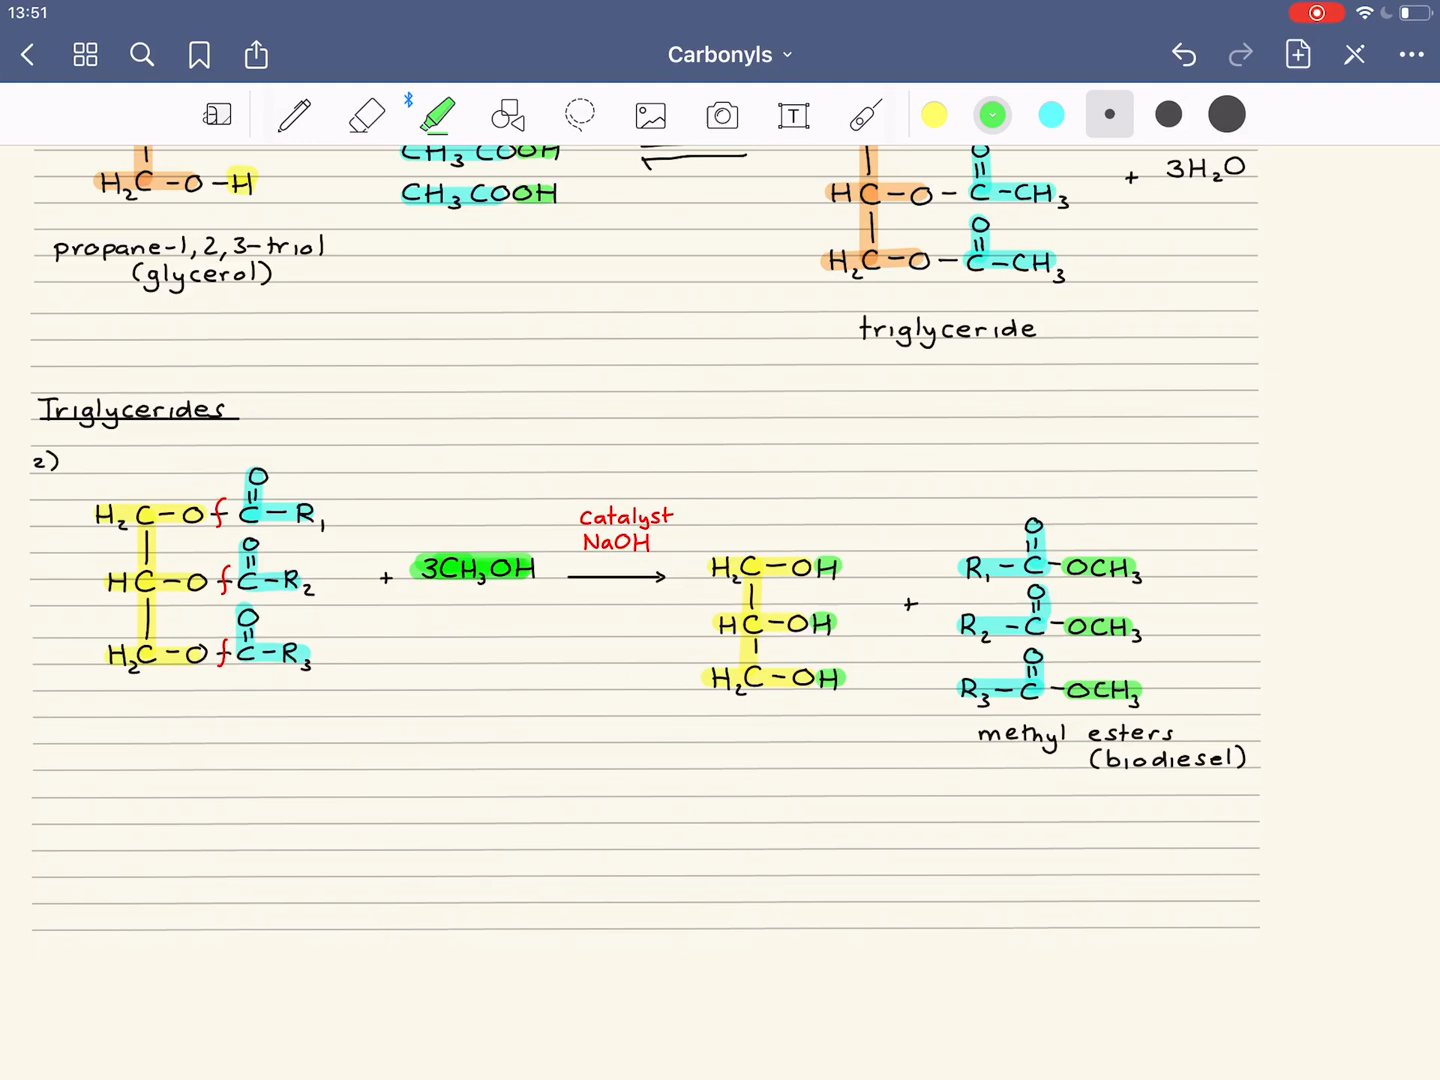 13:51
Carbonyls
T
CH₃COOH
H₂C-O-H
CH₃COOH
HC-O-C-CH₃
+ 3H₂O
O
||
O
||
H₂C-O-C-CH₃
propane-1,2,3-triol
(glycerol)
triglyceride
Triglycerides
2)
O
||
H₂C-O-C-R₁
O
||
HC-O-C-R₂
O
||
H₂C-O-C-R₃
+ 3CH₃OH
Catalyst
NaOH
H₂C-OH
HC-OH
H₂C-OH
+
O
||
R₁-C-OCH₃
O
||
R₂-C-OCH₃
O
||
R₃-C-OCH₃
methyl esters
(biodiesel)